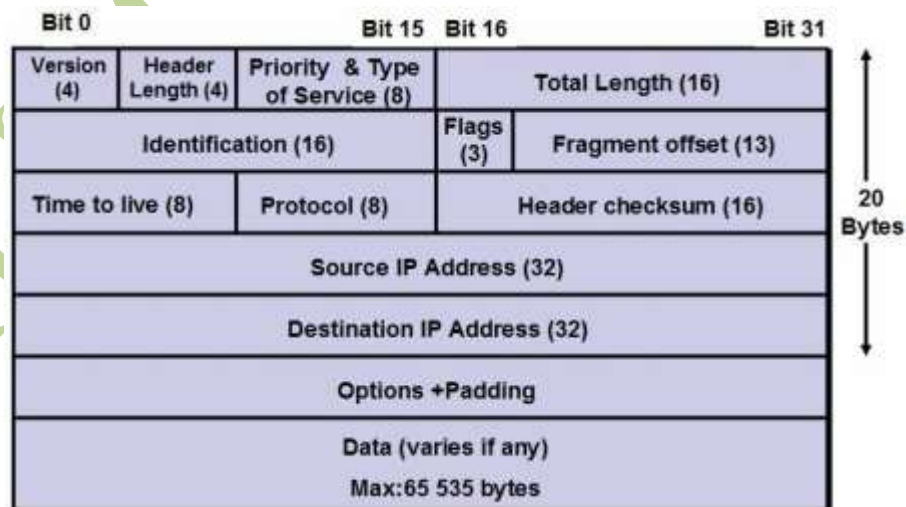 Bit 0 Bit 15 Bit 16 Bit 31
Version (4)
Header Length (4)
Priority & Type of Service (8)
Total Length (16)
Identification (16)
Flags (3)
Fragment offset (13)
Time to live (8)
Protocol (8)
Header checksum (16)
20 Bytes
Source IP Address (32)
Destination IP Address (32)
Options +Padding
Data (varies if any)
Max:65 535 bytes